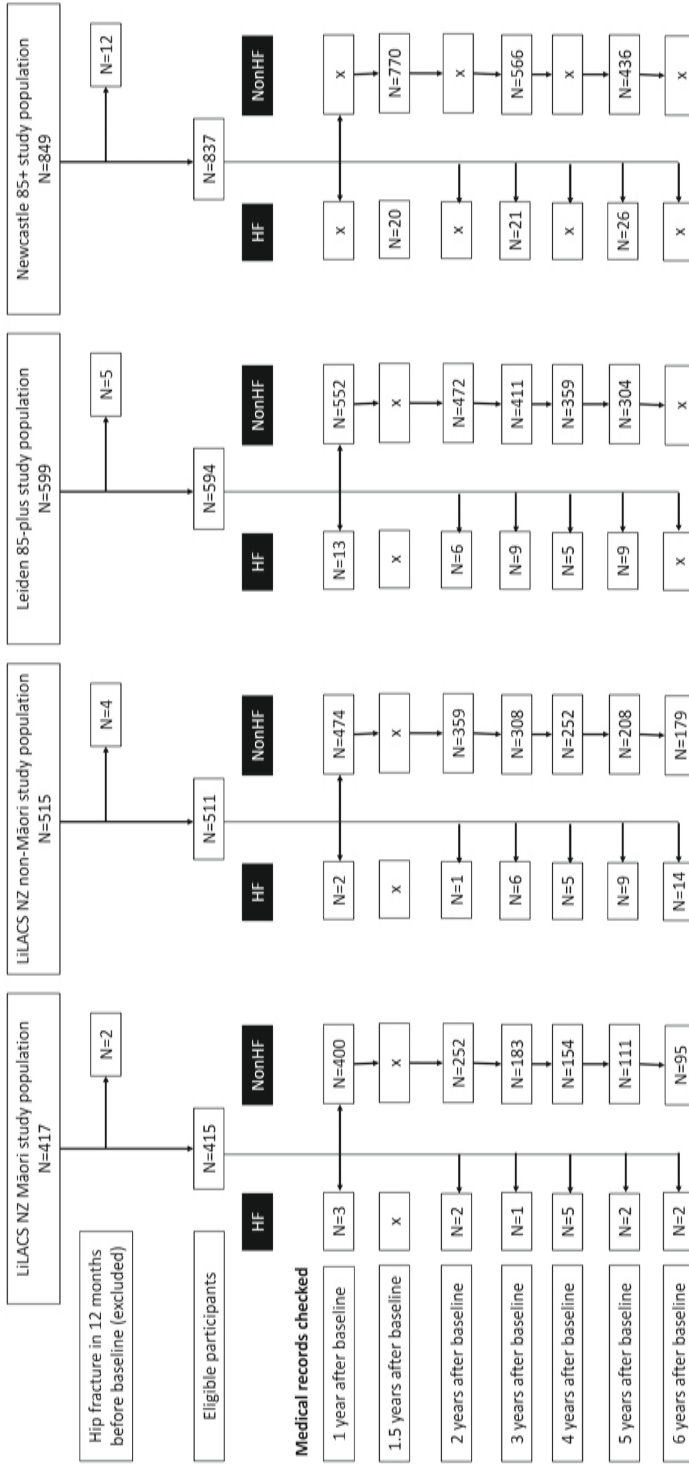 LiLACS NZ Māori study population
N=417
LiLACS NZ non-Māori study population
N=515
Leiden 85-plus study population
N=599
Newcastle 85+ study population
N=849
Hip fracture in 12 months
before baseline (excluded)
N=2
N=4
N=5
N=12
Eligible participants
N=415
N=511
N=594
N=837
HF
NonHF
HF
NonHF
HF
NonHF
HF
NonHF
Medical records checked
1 year after baseline
N=3
N=400
N=2
N=474
N=13
N=552
x
x
1.5 years after baseline
x
x
x
x
x
x
N=20
N=770
2 years after baseline
N=2
N=252
N=1
N=359
N=6
N=472
x
x
3 years after baseline
N=1
N=183
N=6
N=308
N=9
N=411
N=21
N=566
4 years after baseline
N=5
N=154
N=5
N=252
N=5
N=359
x
x
5 years after baseline
N=2
N=111
N=9
N=208
N=9
N=304
N=26
N=436
6 years after baseline
N=2
N=95
N=14
N=179
x
x
x
x